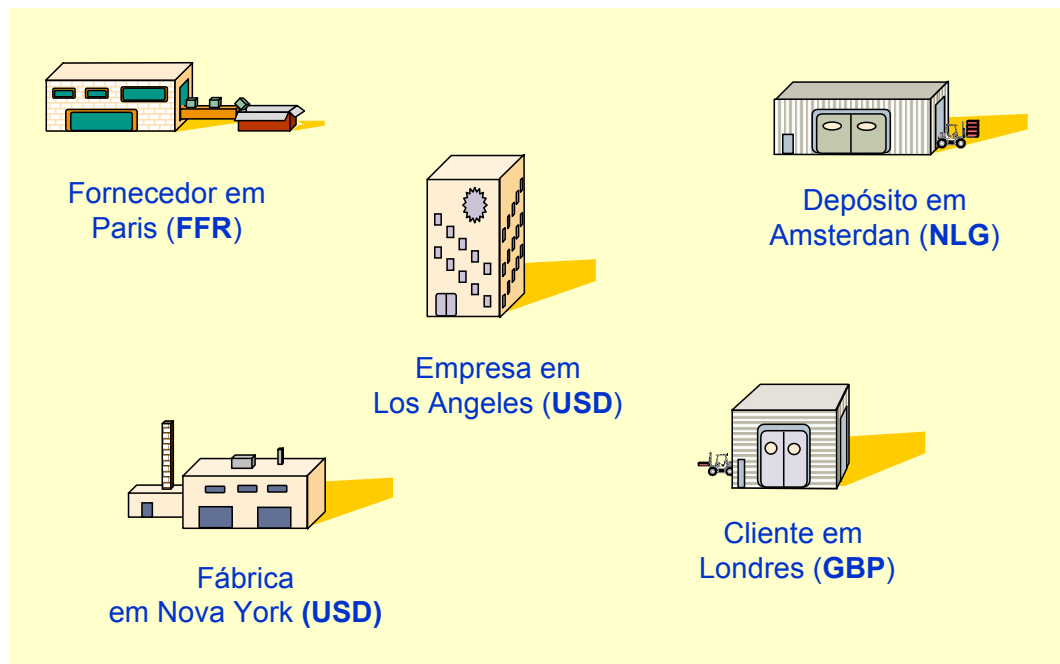 Fornecedor em
Paris (FFR)
Depósito em
Amsterdan (NLG)
Empresa em
Los Angeles (USD)
Cliente em
Londres (GBP)
Fábrica
em Nova York (USD)